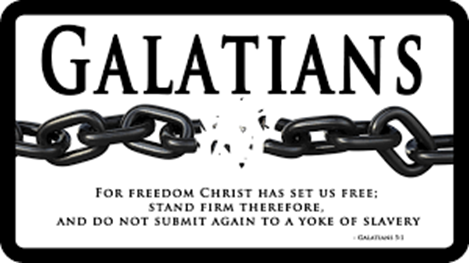 GALATIANS
FOR FREEDOM CHRIST HAS SET US FREE;
STAND FIRM THEREFORE,
AND DO NOT SUBMIT AGAIN TO A YOKE OF SLAVERY
- GALATIANS 5:1